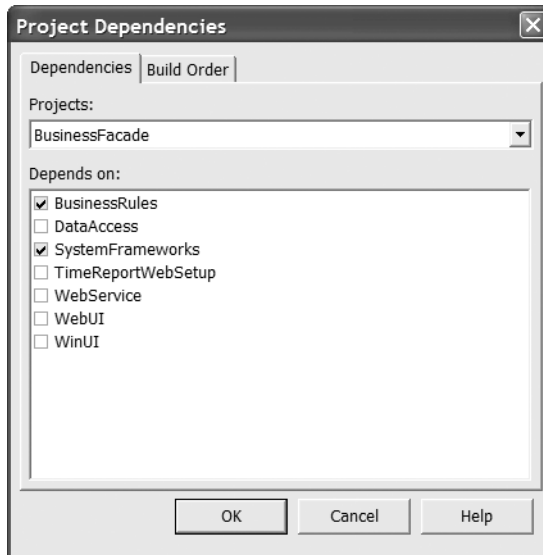 Project Dependencies
Dependencies
Build Order
Projects:
BusinessFacade
Depends on:
BusinessRules
DataAccess
SystemFrameworks
TimeReportWebSetup
WebService
WebUI
WinUI
OK
Cancel
Help